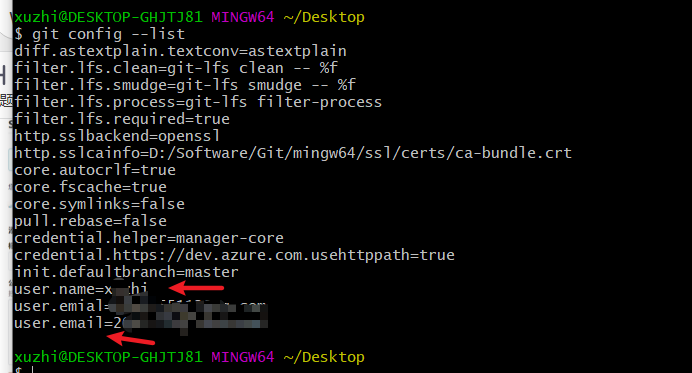 xuzhi@DESKTOP-GHJTJ81 MINGW64 ~/Desktop
$ git config --list
diff.astextplain.textconv=astextplain
filter.lfs.clean=git-lfs clean -- %f
filter.lfs.smudge=git-lfs smudge -- %f
filter.lfs.process=git-lfs filter-process
filter.lfs.required=true
http.sslbackend=openssl
http.sslcainfo=D:/Software/Git/mingw64/ssl/certs/ca-bundle.crt
core.autocrlf=true
core.fscache=true
core.symlinks=false
pull.rebase=false
credential.helper=manager-core
credential.https://dev.azure.com.usehttppath=true
init.defaultbranch=master
user.name=
user.emial=
user.email=2
xuzhi@DESKTOP-GHJTJ81 MINGW64 ~/Desktop
$